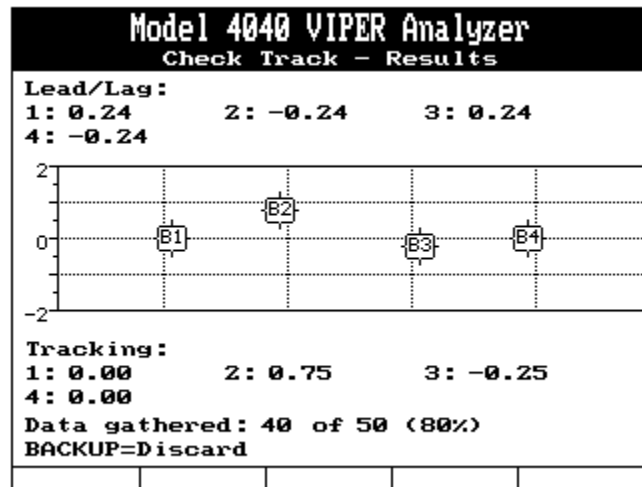 Model 4040 VIPER Analyzer
Check Track - Results
Lead/Lag:
1: 0.24 2: -0.24 3: 0.24
4: -0.24
2
B2
0 B1 B3 B4
-2
Tracking:
1: 0.00 2: 0.75 3: -0.25
4: 0.00
Data gathered: 40 of 50 (80%)
BACKUP=Discard